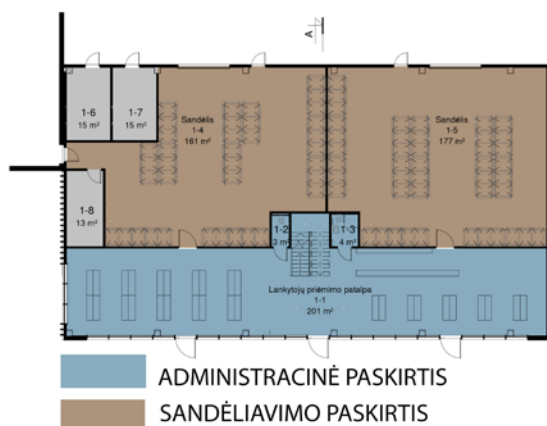 A
1-6
15 m²
1-7
15 m²
Sandėlis
1-4
161 m²
Sandėlis
1-5
177 m²
1-8
13 m²
1-2
3 m²
1-3
4 m²
Lankytojų priėmimo patalpa
1-1
201 m²
ADMINISTRACINĖ PASKIRTIS
SANDĖLIAVIMO PASKIRTIS